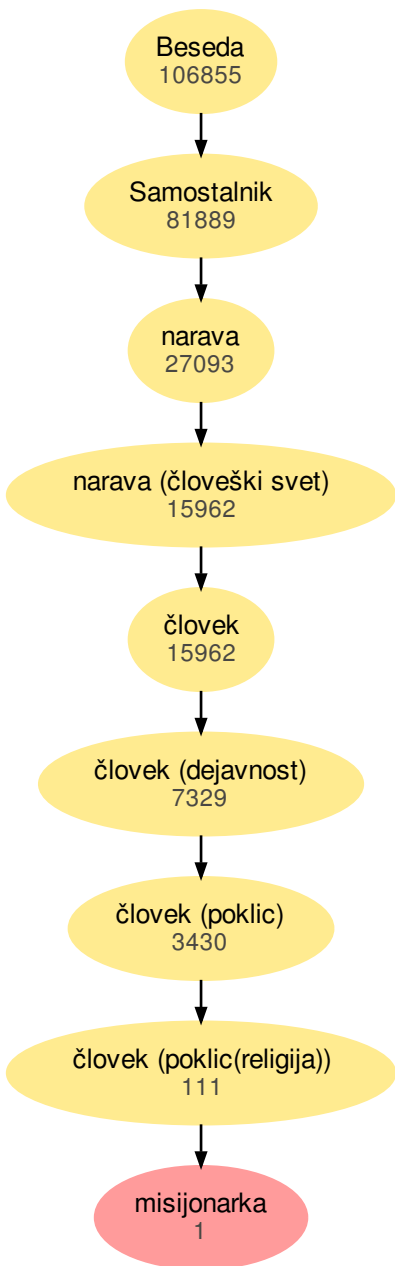 Beseda
106855
Samostalnik
81889
narava
27093
narava (človeški svet)
15962
človek
15962
človek (dejavnost)
7329
človek (poklic)
3430
človek (poklic(religija))
111
misijonarka
1